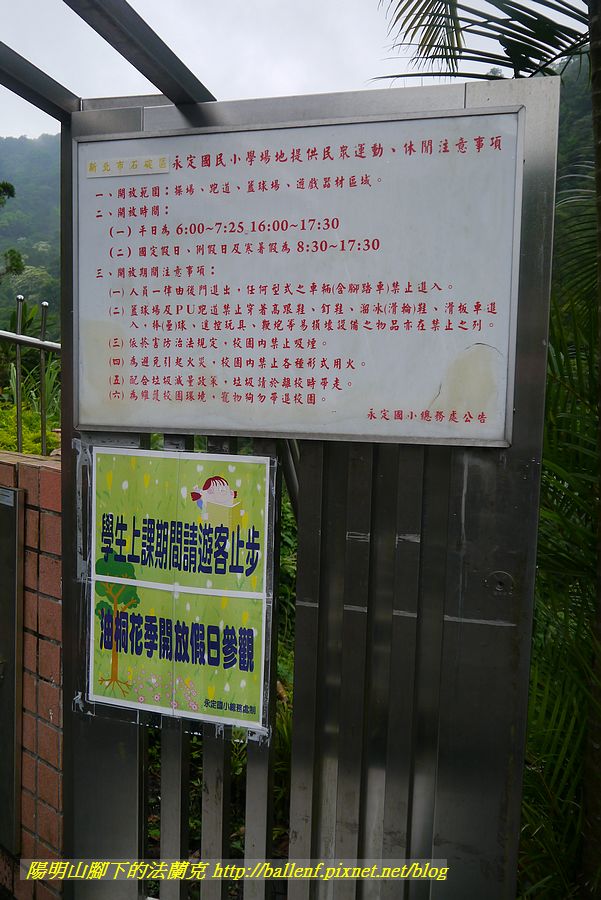 新北市石碇區永定國民小學場地提供民眾運動、休閒注意事項
一、開放範圍：操場、跑道、籃球場、遊戲器材區域。
二、開放時間：
（一）平日為 6:00~7:25 16:00~17:30
（二）國定假日、例假日及寒暑假為 8:30~17:30
三、開放期間注意事項：
㈠ 人員一律由後門進出，任何型式之車輛(含腳踏車)禁止進入。
㈡ 籃球場及PU跑道禁止穿著高跟鞋、釘鞋、溜冰(滑輪)鞋、滑板車進
入，棒(壘)球、遙控玩具、鞭炮等易損壞設備之物品亦在禁止之列。
㈢ 依菸害防治法規定，校園內禁止吸煙。
㈣ 為避免引起火災，校園內禁止各種形式用火。
㈤ 配合垃圾減量政策，垃圾請於離校時帶走。
㈥ 為維護校園環境，寵物狗勿帶進校園。
永定國小總務處公告
學生上課期間請遊客止步
油桐花季開放假日參觀
永定國小總務處製
陽明山腳下的法蘭克 http://ballenf.pixnet.net/blog